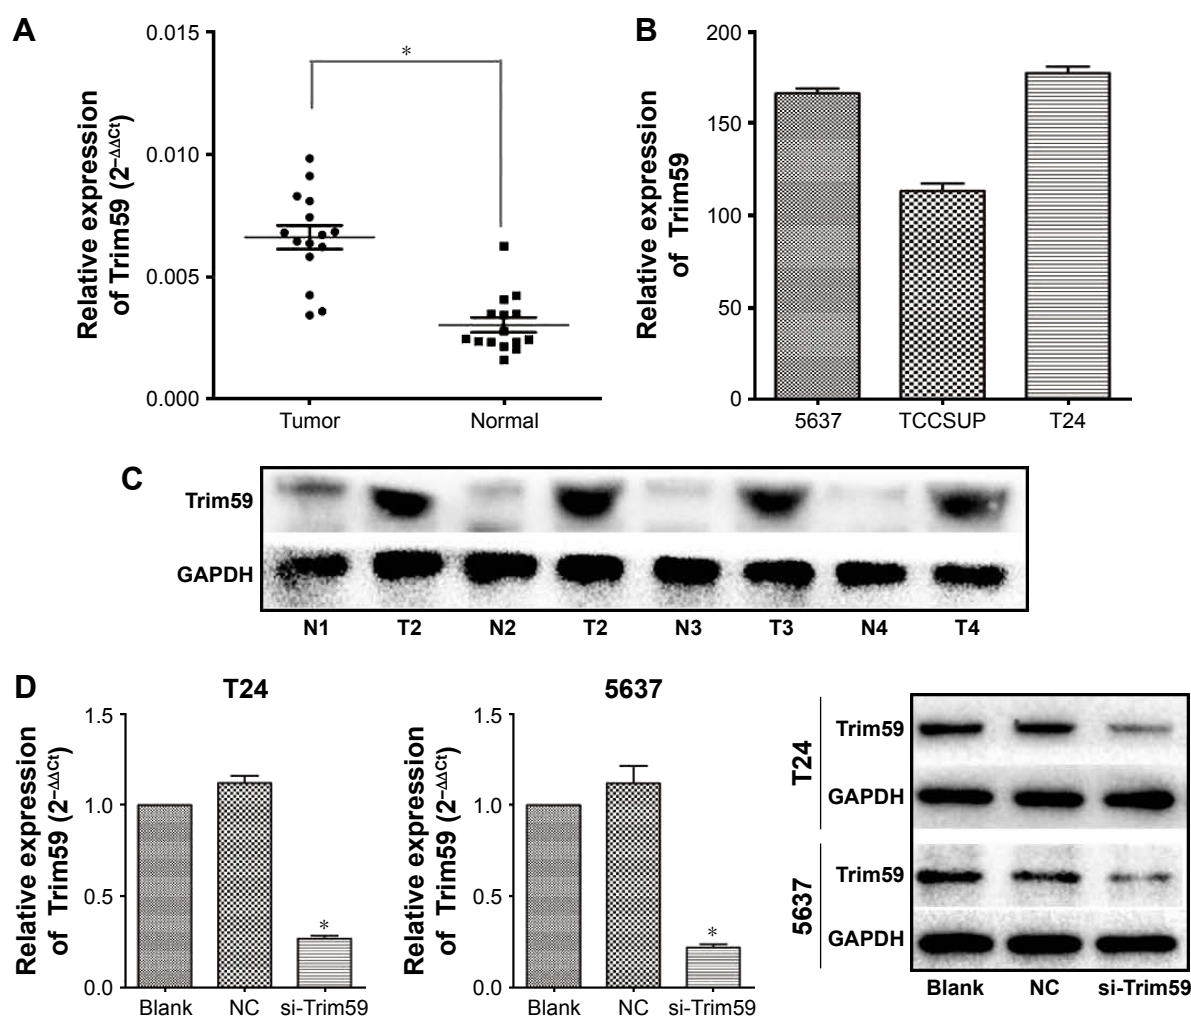 A
Relative expression
of Trim59 (2−ΔΔCt)
0.015
0.010
0.005
0.000
*
Tumor Normal
B
Relative expression
of Trim59
200
150
100
50
0
5637 TCCSUP T24
C
Trim59
GAPDH
N1 T2 N2 T2 N3 T3 N4 T4
D
T24
Relative expression
of Trim59 (2−ΔΔCt)
1.5
1.0
0.5
0.0
*
Blank NC si-Trim59
5637
Relative expression
of Trim59 (2−ΔΔCt)
1.5
1.0
0.5
0.0
*
Blank NC si-Trim59
T24
Trim59
GAPDH
5637
Trim59
GAPDH
Blank NC si-Trim59